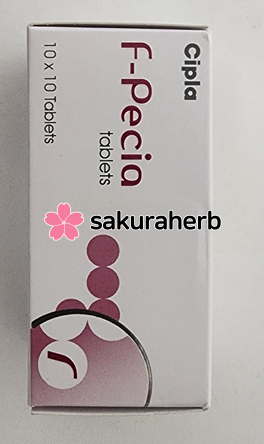 Cipla
F-Pecia
tablets
10 x 10 Tablets
sakuraherb